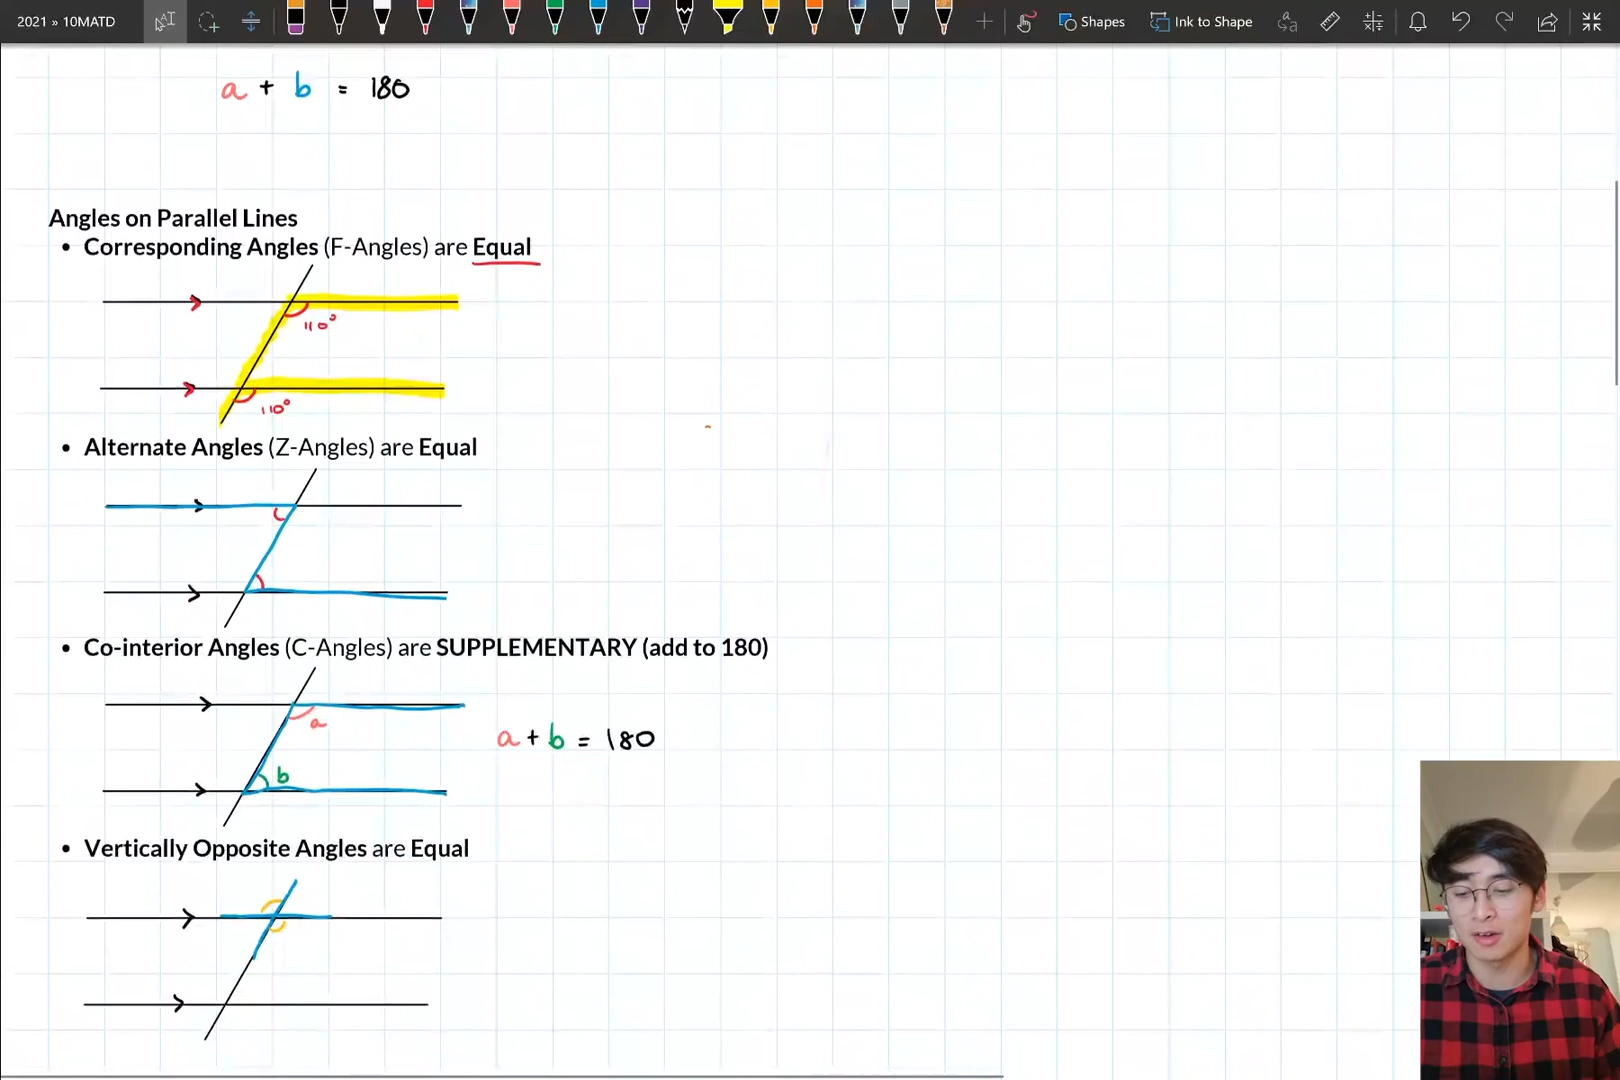 2021 » 10MATD
Shapes
Ink to Shape
a + b = 180
Angles on Parallel Lines
• Corresponding Angles (F-Angles) are Equal
110°
110°
• Alternate Angles (Z-Angles) are Equal
• Co-interior Angles (C-Angles) are SUPPLEMENTARY (add to 180)
a
a + b = 180
b
• Vertically Opposite Angles are Equal